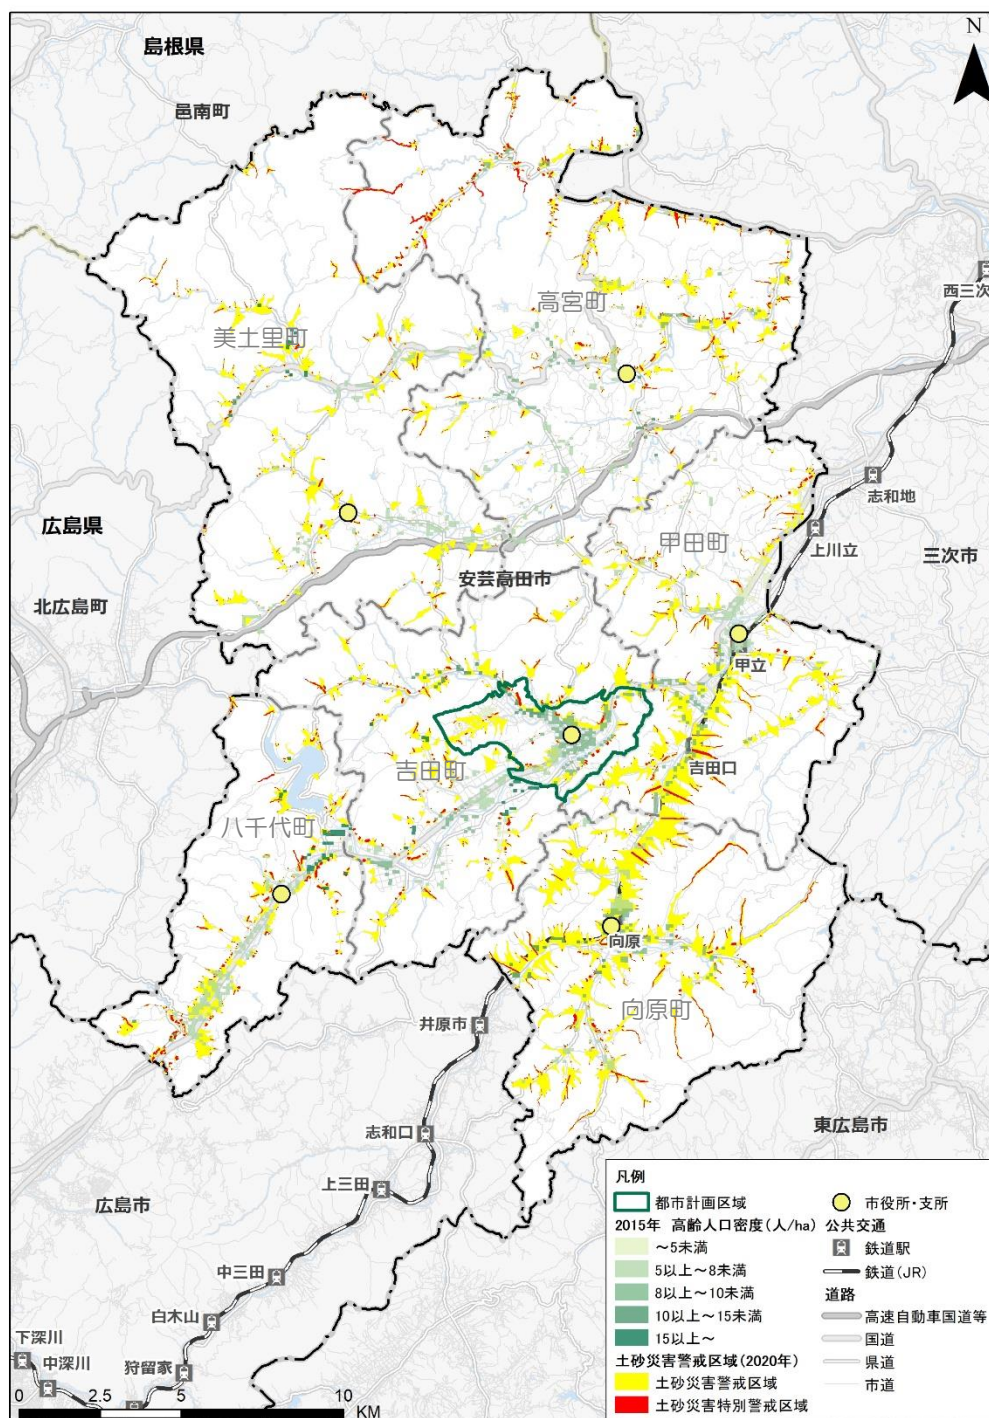 N
島根県
邑南町
西三次
高宮町
美土里町
志和地
広島県
上川立
甲田町
三次市
安芸高田市
北広島町
甲立
吉田口
吉田町
八千代町
向原
向原町
井原市
志和口
東広島市
上三田
広島市
中三田
白木山
下深川
中深川
狩留家
0 2.5 5 10
KM
凡例
都市計画区域
2015年 高齢人口密度(人/ha)
~5未満
5以上~8未満
8以上~10未満
10以上~15未満
15以上~
土砂災害警戒区域(2020年)
土砂災害警戒区域
土砂災害特別警戒区域
市役所・支所
公共交通
鉄道駅
鉄道(JR)
道路
高速自動車国道等
国道
県道
市道